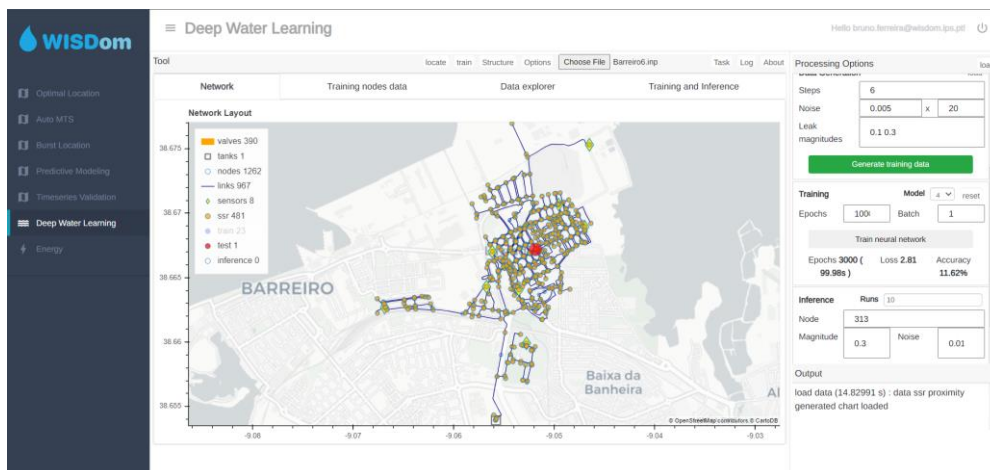 WISDom
Optimal Location
Auto MTS
Burst Location
Predictive Modeling
Timeseries Validation
Deep Water Learning
Energy
Deep Water Learning
Hello bruno.ferreira@wisdom.ips.pt!
Tool locate train Structure Options Choose File Barreiro6.inp Task Log About
Network Training nodes data Data explorer Training and Inference
Network Layout
valves 390
tanks 1
nodes 1262
links 967
sensors 8
ssr 481
train 23
test 1
inference 0
38.675
38.67
38.665
38.66
38.655
-9.08 -9.07 -9.06 -9.05 -9.04 -9.03
BARREIRO
Baixa da
Banheira
© OpenStreetMap contributors, © CartoDB
Processing Options
Data Generation
Steps 6
Noise 0.005 x 20
Leak
magnitudes 0.1 0.3
Generate training data
Training Model 4 reset
Epochs Batch 1
Train neural network
Epochs 3000 (
99.98s )
Loss 2.81
Accuracy
11.62%
Inference Runs 10
Node 313
Magnitude 0.3 Noise 0.01
Output
load data (14.82991 s) : data ssr proximity
generated chart loaded